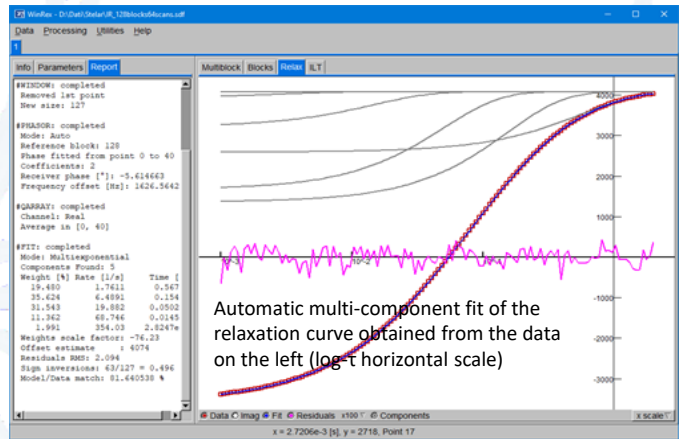 WinRex - D:\Dati\Stelar\IR_128blocks64scans.sdf
Data Processing Utilities Help
1
Info Parameters Report
Multiblock Blocks Relax ILT
#WINDOW: completed
Removed 1st point
New size: 127
#PHASOR: completed
Mode: Auto
Reference block: 128
Phase fitted from point 0 to 40
Coefficients: 2
Receiver phase [°]: -5.614663
Frequency offset [Hz]: 1626.5642
#QARRAY: completed
Channel: Real
Average in [0, 40]
#FIT: completed
Mode: Multiexponential
Components Found: 5
Weight [%] Rate [1/s] Time [
19.480 1.7611 0.567
35.624 6.4891 0.154
31.543 19.882 0.0502
11.362 68.746 0.0145
1.991 354.03 2.8247e
Weights scale factor: -76.23
Offset estimate : 4074
Residuals RMS: 2.094
Sign inversions: 63/127 = 0.496
Model/Data match: 81.640538 %
4000
3000
2000
1000
-1000
-2000
-3000
Automatic multi-component fit of the
relaxation curve obtained from the data
on the left (log-τ horizontal scale)
Data Imag Fit Residuals x100 Components
x scale
x = 2.7206e-3 [s], y = 2718, Point 17